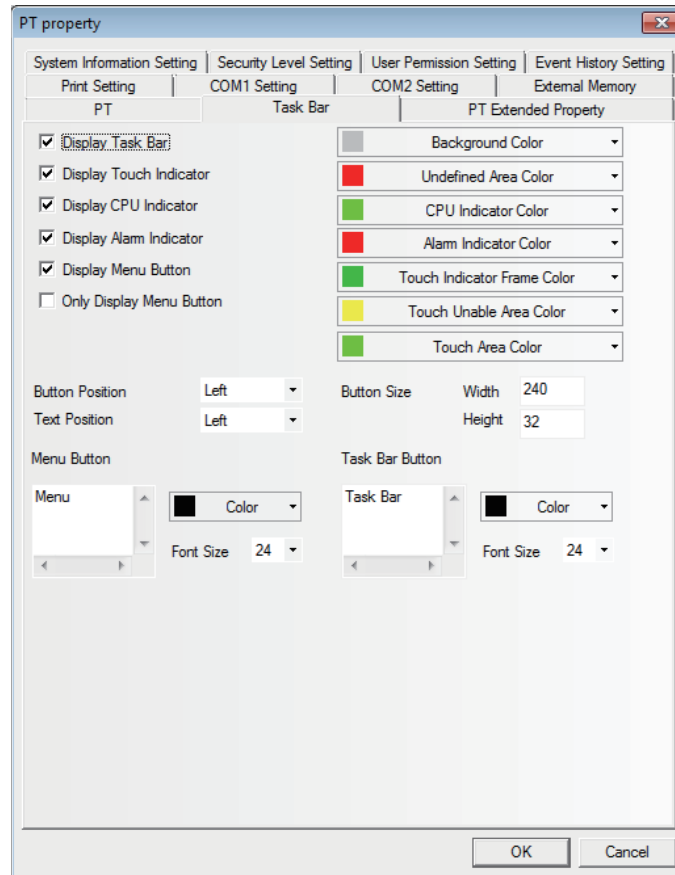 PT property
System Information Setting Security Level Setting User Permission Setting Event History Setting
Print Setting COM1 Setting COM2 Setting External Memory
PT Task Bar PT Extended Property
Display Task Bar Background Color
Display Touch Indicator Undefined Area Color
Display CPU Indicator CPU Indicator Color
Display Alarm Indicator Alarm Indicator Color
Display Menu Button Touch Indicator Frame Color
Only Display Menu Button Touch Unable Area Color
Touch Area Color
Button Position Left Button Size Width 240
Text Position Left Height 32
Menu Button Task Bar Button
Menu Color Task Bar Color
Font Size 24 Font Size 24
OK Cancel